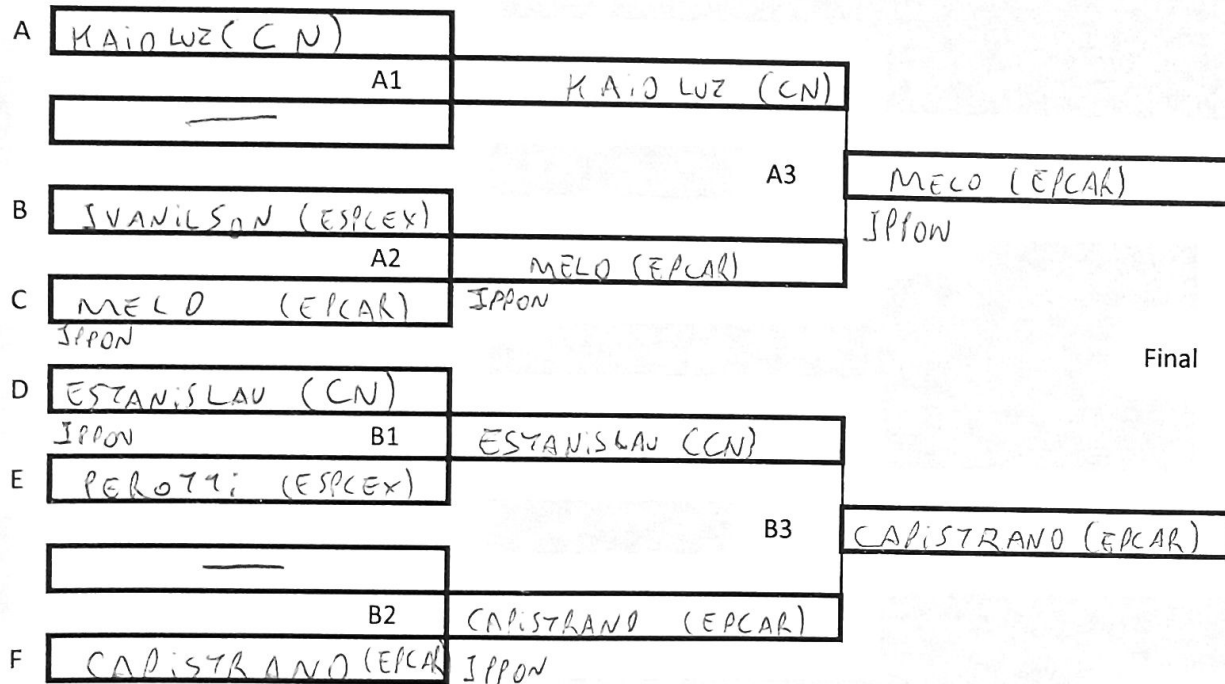 A KAIO LUZ (CN)
A1 KAIO LUZ (CN)
A3 MELO (EPCAR)
IPPON
B IVANILSON (ESPCEX)
A2 MELO (EPCAR)
C MELO (EPCAR) IPPON
IPPON
Final
D ESTANISLAU (CN)
IPPON B1 ESTANISLAU (CN)
E PEROTTI (ESPCEX)
B3 CAPISTRANO (EPCAR)
B2 CAPISTRANO (EPCAR)
F CAPISTRANO (EPCAR) IPPON